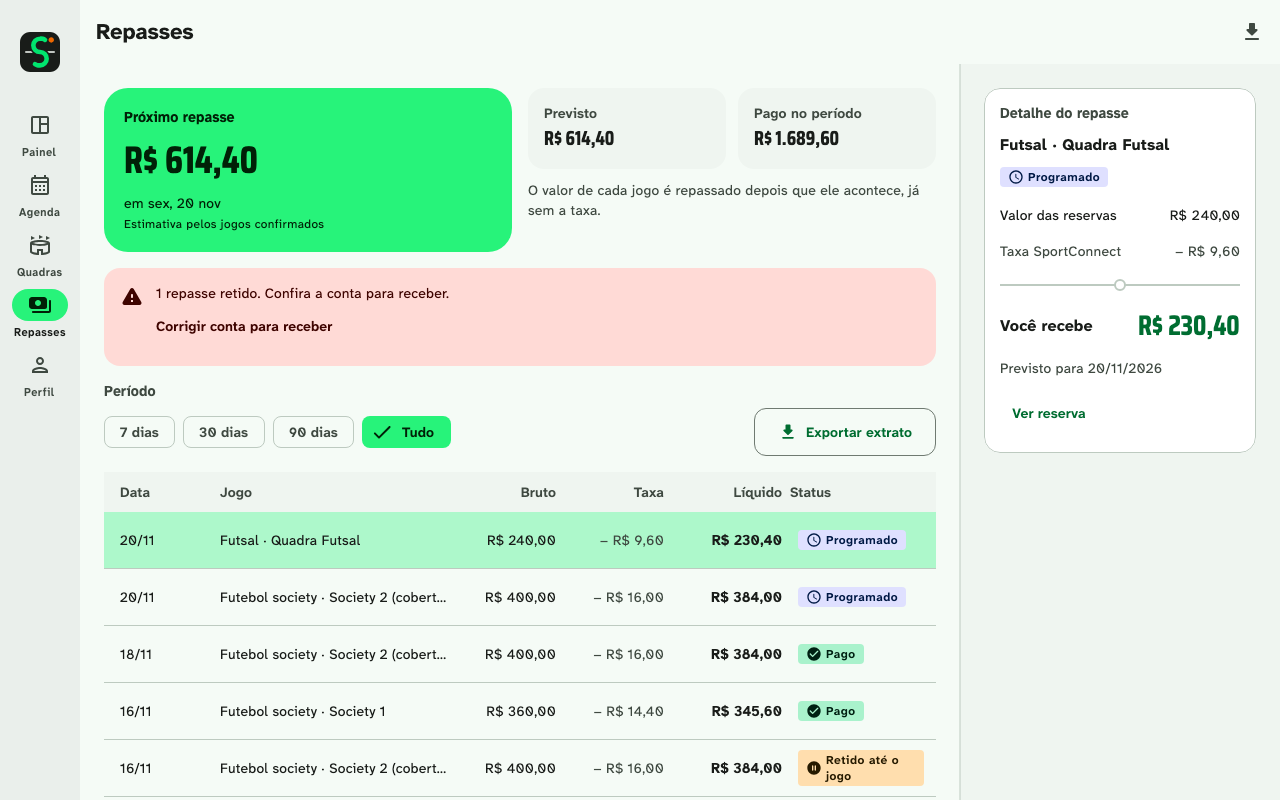 Repasses
Painel
Agenda
Quadras
Repasses
Perfil
Próximo repasse
R$ 614,40
em sex, 20 nov
Estimativa pelos jogos confirmados
Previsto
R$ 614,40
Pago no período
R$ 1.689,60
O valor de cada jogo é repassado depois que ele acontece, já
sem a taxa.
1 repasse retido. Confira a conta para receber.
Corrigir conta para receber
Período
7 dias
30 dias
90 dias
Tudo
Exportar extrato
Data Jogo Bruto Taxa Líquido Status
20/11 Futsal · Quadra Futsal R$ 240,00 – R$ 9,60 R$ 230,40 Programado
20/11 Futebol society · Society 2 (cobert... R$ 400,00 – R$ 16,00 R$ 384,00 Programado
18/11 Futebol society · Society 2 (cobert... R$ 400,00 – R$ 16,00 R$ 384,00 Pago
16/11 Futebol society · Society 1 R$ 360,00 – R$ 14,40 R$ 345,60 Pago
16/11 Futebol society · Society 2 (cobert... R$ 400,00 – R$ 16,00 R$ 384,00 Retido até o
jogo
Detalhe do repasse
Futsal · Quadra Futsal
Programado
Valor das reservas R$ 240,00
Taxa SportConnect – R$ 9,60
Você recebe R$ 230,40
Previsto para 20/11/2026
Ver reserva